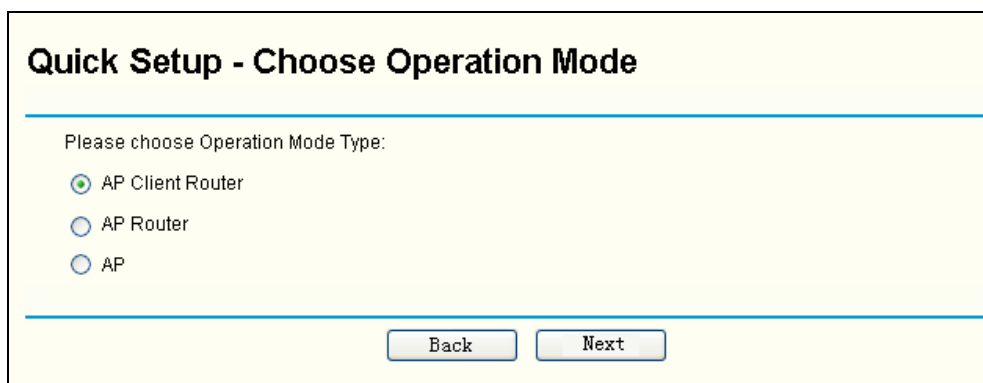 Quick Setup - Choose Operation Mode
Please choose Operation Mode Type:
AP Client Router
AP Router
AP
Back Next